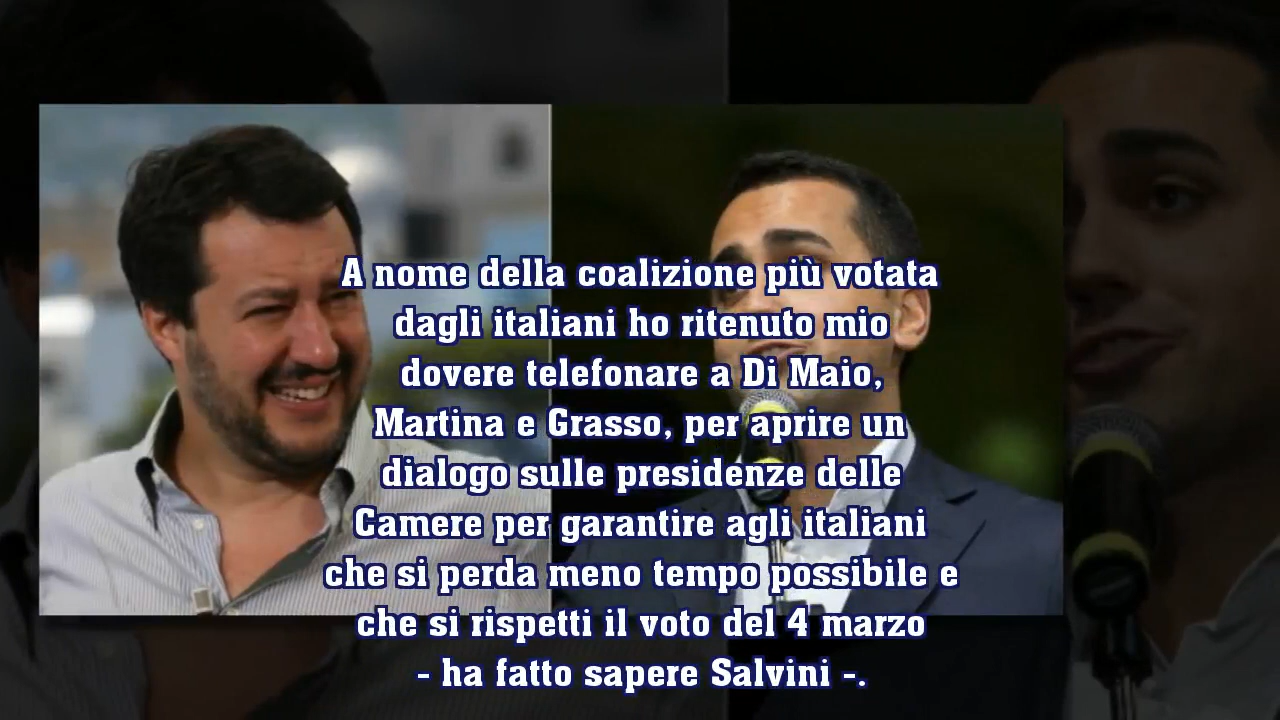 A nome della coalizione più votata
dagli italiani ho ritenuto mio
dovere telefonare a Di Maio,
Martina e Grasso, per aprire un
dialogo sulle presidenze delle
Camere per garantire agli italiani
che si perda meno tempo possibile e
che si rispetti il voto del 4 marzo
- ha fatto sapere Salvini -.